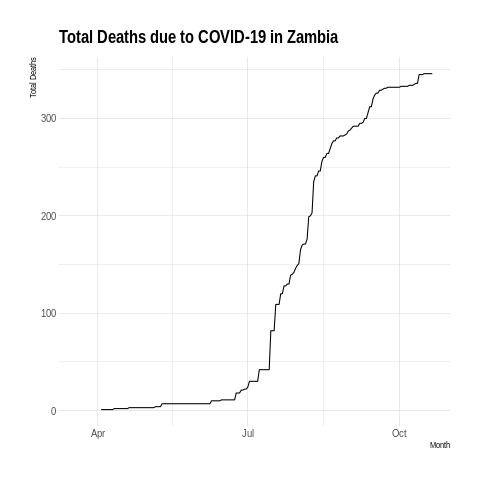 Total Deaths due to COVID-19 in Zambia
Total Deaths
300
200
100
0
Apr Jul Oct
Month